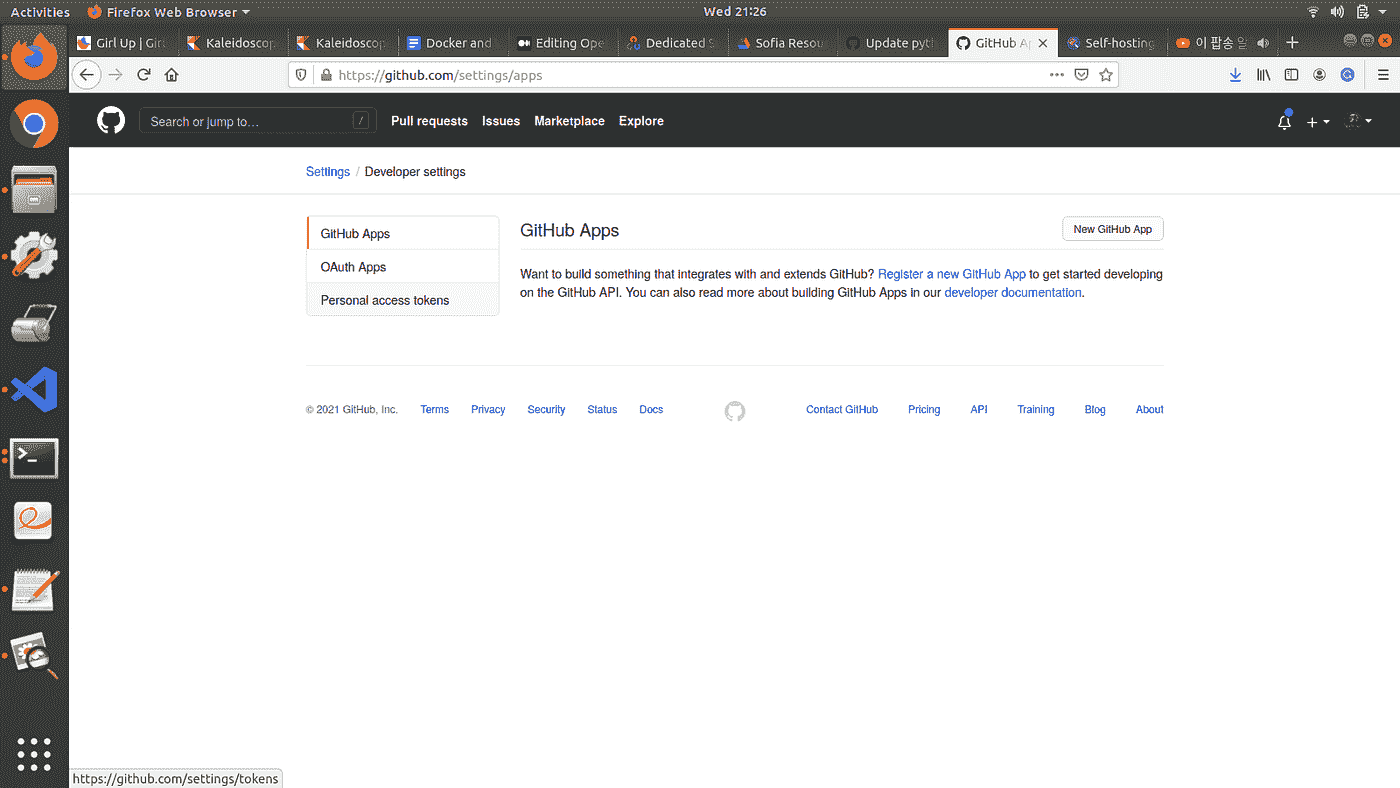 Activities Firefox Web Browser Wed 21:26
Girl Up | Gir Kaleidoscop Kaleidoscop Docker and Editing Ope Dedicated S Sofia Resou Update pyth GitHub Ap Self-hosting 이 팝송 알
https://github.com/settings/apps
Search or jump to… / Pull requests Issues Marketplace Explore
Settings / Developer settings
GitHub Apps
OAuth Apps
Personal access tokens
GitHub Apps New GitHub App
Want to build something that integrates with and extends GitHub? Register a new GitHub App to get started developing
on the GitHub API. You can also read more about building GitHub Apps in our developer documentation.
© 2021 GitHub, Inc. Terms Privacy Security Status Docs Contact GitHub Pricing API Training Blog About
https://github.com/settings/tokens